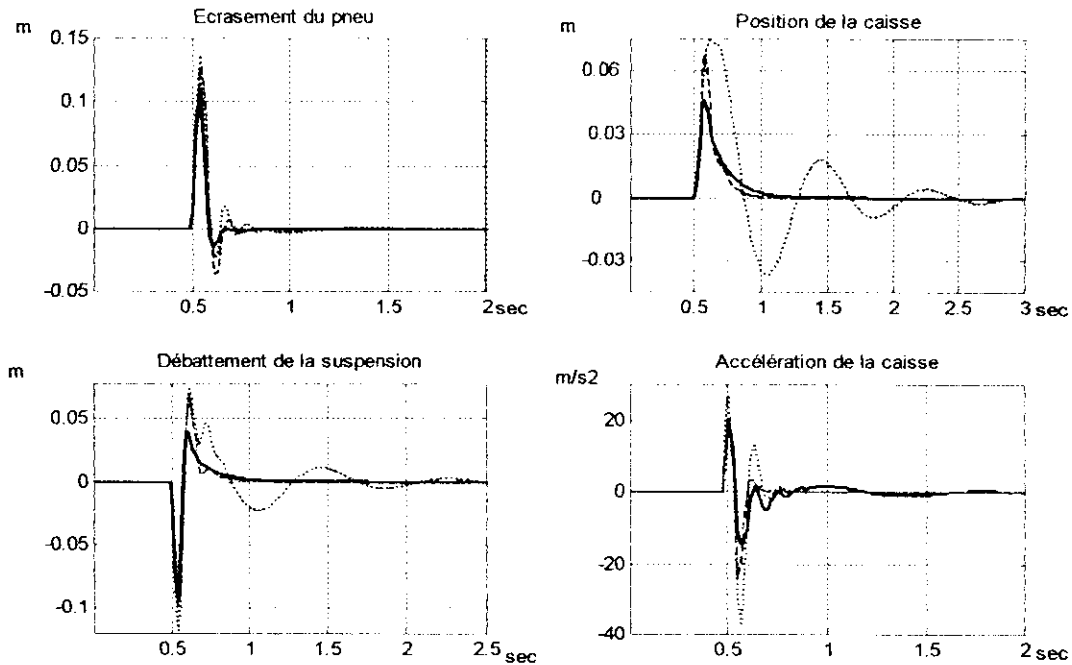 Ecrasement du pneu
m
0.15
0.1
0.05
0
-0.05
0.5
1
1.5
2sec
Position de la caisse
m
0.06
0.03
0
-0.03
0.5
1
1.5
2
2.5
3 sec
Débattement de la suspension
m
0.05
0
-0.05
-0.1
0.5
1
1.5
2
2.5 sec
Accélération de la caisse
m/s2
20
0
-20
-40
0.5
1
1.5
2 sec